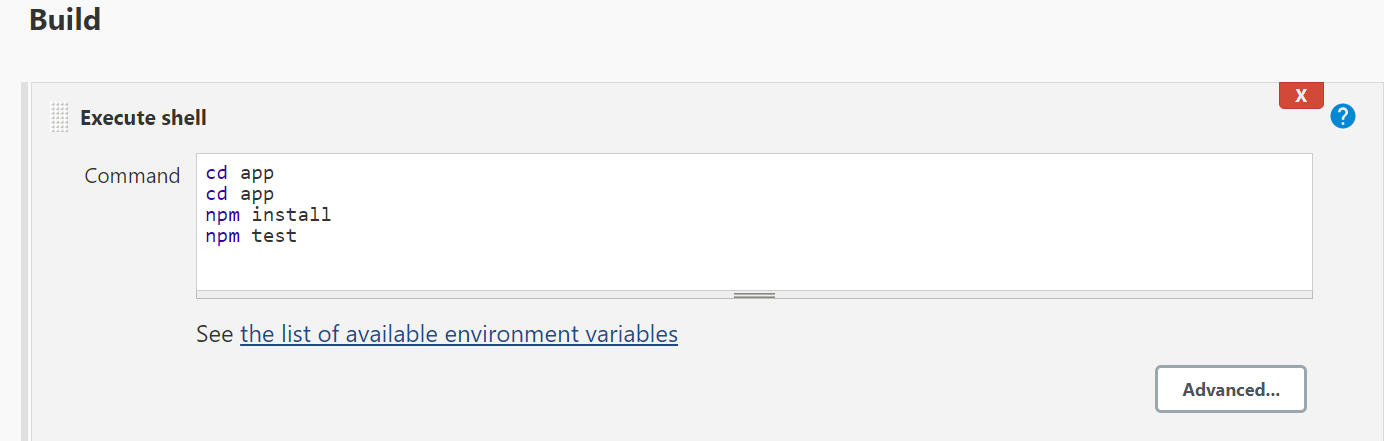 Build
X
Execute shell
?
Command
cd app
cd app
npm install
npm test
See the list of available environment variables
Advanced...